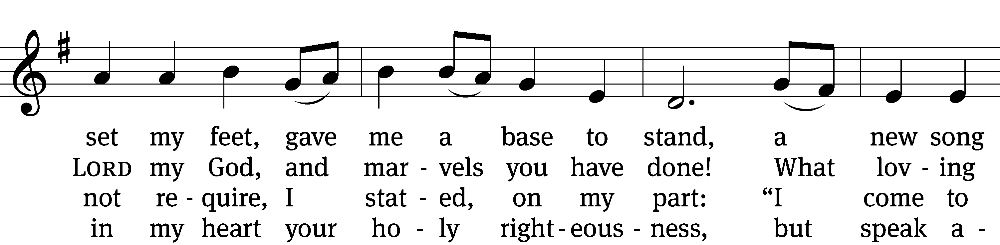 set my feet, gave me a base to stand, a new song
LORD my God, and mar - vels you have done! What lov - ing
not re - quire, I stat - ed, on my part: “I come to
in my heart your ho - ly right - eous - ness, but speak a -